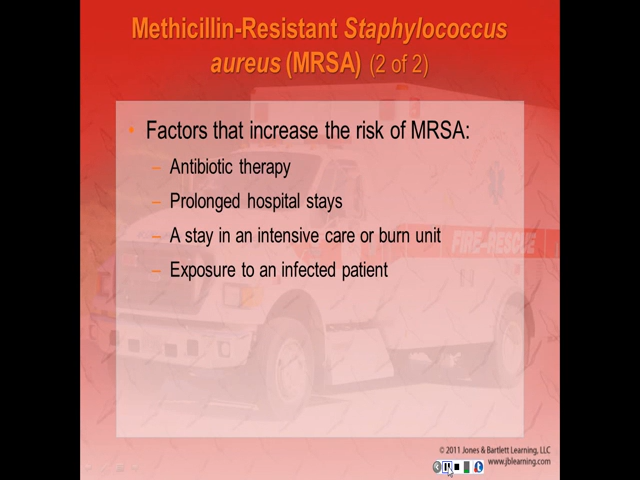 Methicillin-Resistant Staphylococcus
aureus (MRSA) (2 of 2)
• Factors that increase the risk of MRSA:
– Antibiotic therapy
– Prolonged hospital stays
– A stay in an intensive care or burn unit
– Exposure to an infected patient
FIRE-RESCUE
© 2011 Jones & Bartlett Learning, LLC
www.jblearning.com